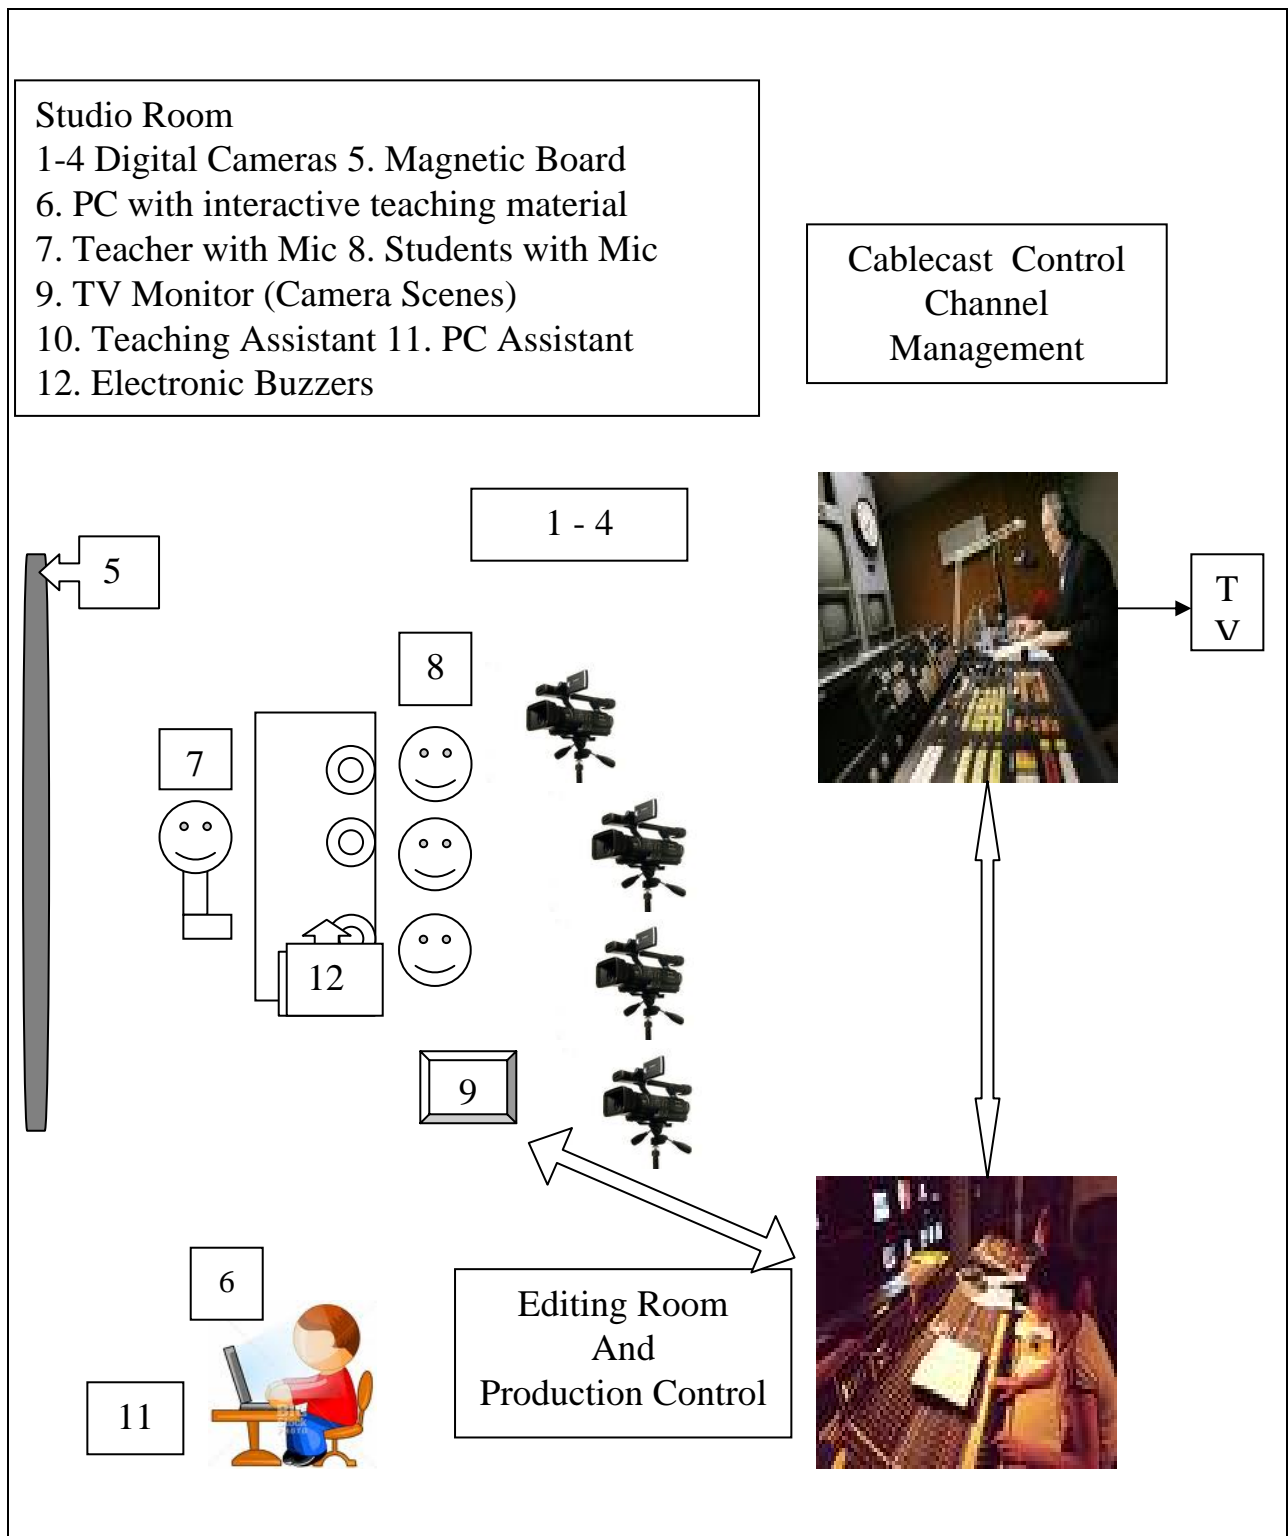 Studio Room
1-4 Digital Cameras 5. Magnetic Board
6. PC with interactive teaching material
7. Teacher with Mic 8. Students with Mic
9. TV Monitor (Camera Scenes)
10. Teaching Assistant 11. PC Assistant
12. Electronic Buzzers
Cablecast Control
Channel
Management
1 - 4
5
T
V
8
7
12
9
6
Editing Room
And
Production Control
11